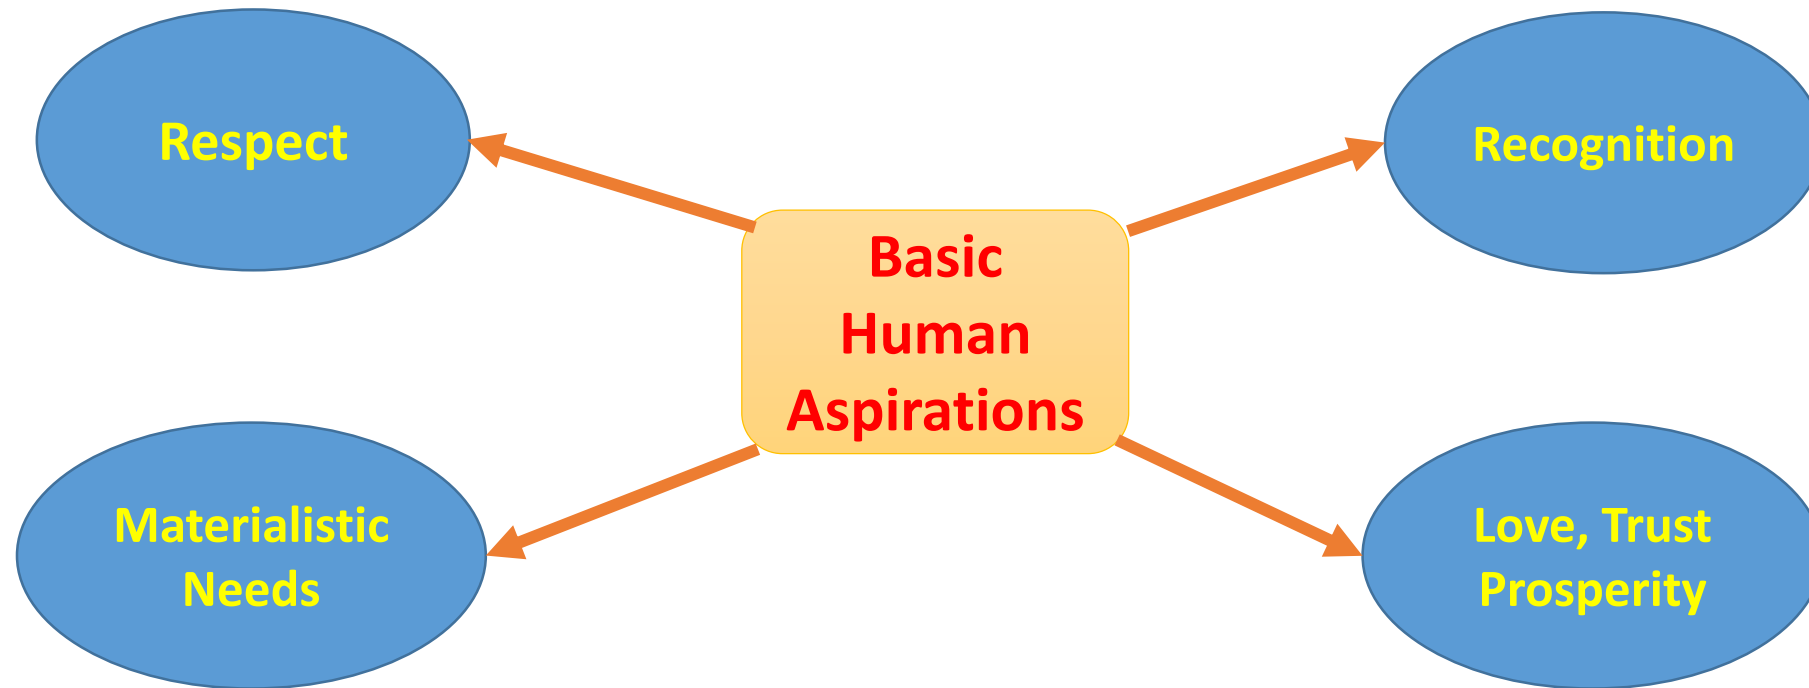 Respect
Recognition
Basic
Human
Aspirations
Materialistic
Needs
Love, Trust
Prosperity